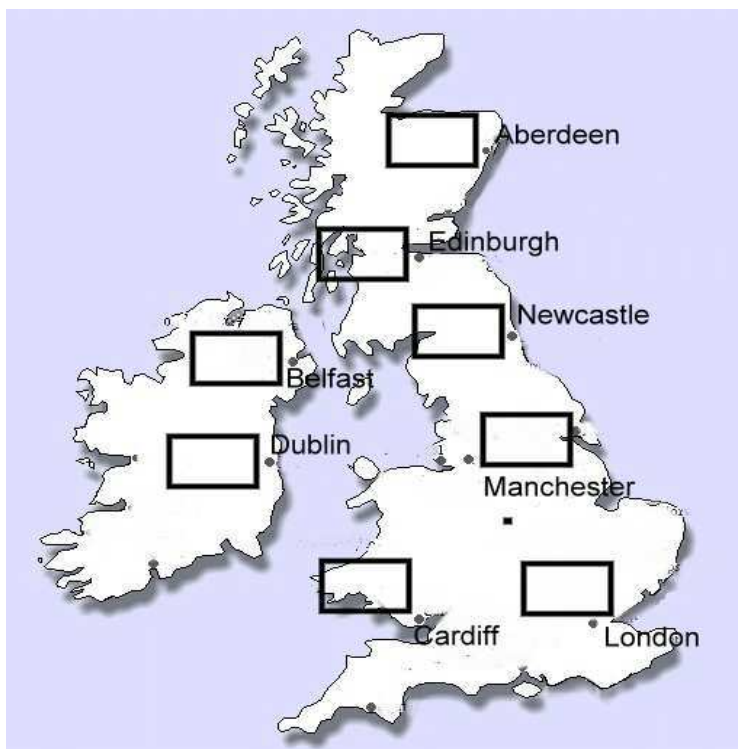 Aberdeen
Edinburgh
Newcastle
Belfast
Dublin
Manchester
Cardiff
London